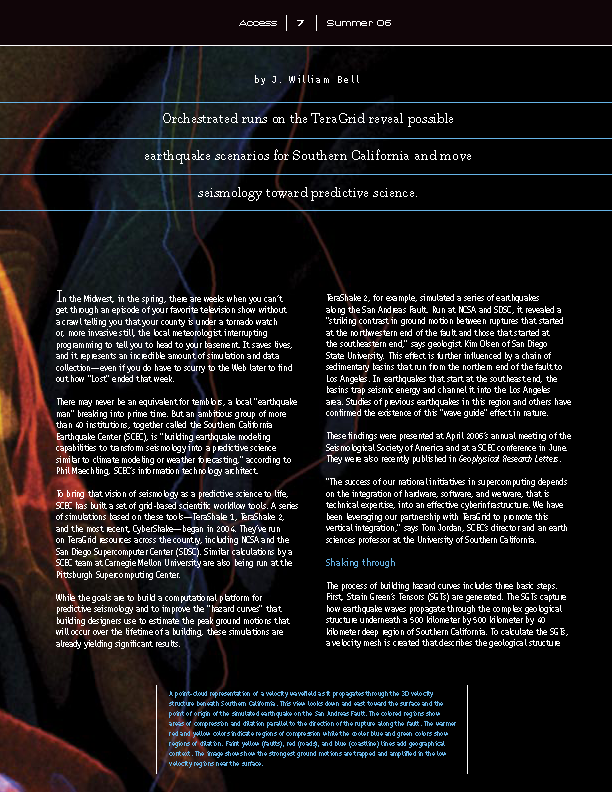 Access | 7 | Summer 06
by J. William Bell
Orchestrated runs on the TeraGrid reveal possible
earthquake scenarios for Southern California and move
seismology toward predictive science.
In the Midwest, in the spring, there are weeks when you can't
get through an episode of your favorite television show without
a crawl telling you that your county is under a tornado watch
or, more invasive still, the local meteorologist interrupting
programming to tell you to head to your basement. It saves lives,
and it represents an incredible amount of simulation and data
collection—even if you do have to scurry to the Web later to find
out how "Lost" ended that week.
There may never be an equivalent for temblors, a local "earthquake
man" breaking into prime time. But an ambitious group of more
than 40 institutions, together called the Southern California
Earthquake Center (SCEC), is "building earthquake modeling
capabilities to transform seismology into a predictive science
similar to climate modeling or weather forecasting," according to
Phil Maechling, SCEC's information technology architect.
To bring that vision of seismology as a predictive science to life,
SCEC has built a set of grid-based scientific workflow tools. A series
of simulations based on these tools—TeraShake 1, TeraShake 2,
and the most recent, CyberShake—began in 2004. They've run
on TeraGrid resources across the country, including NCSA and the
San Diego Supercomputer Center (SDSC). Similar calculations by a
SCEC team at Carnegie Mellon University are also being run at the
Pittsburgh Supercomputing Center.
While the goals are to build a computational platform for
predictive seismology and to improve the "hazard curves" that
building designers use to estimate the peak ground motions that
will occur over the lifetime of a building, these simulations are
already yielding significant results.
TeraShake 2, for example, simulated a series of earthquakes
along the San Andreas Fault. Run at NCSA and SDSC, it revealed a
"striking contrast in ground motion between ruptures that started
at the northwestern end of the fault and those that started at
the southeastern end," says geologist Kim Olsen of San Diego
State University. This effect is further influenced by a chain of
sedimentary basins that run from the northern end of the fault to
Los Angeles. In earthquakes that start at the southeast end, the
basins trap seismic energy and channel it into the Los Angeles
area. Studies of previous earthquakes in this region and others have
confirmed the existence of this "wave guide" effect in nature.
These findings were presented at April 2006's annual meeting of the
Seismological Society of America and at a SCEC conference in June.
They were also recently published in Geophysical Research Letters.
"The success of our national initiatives in supercomputing depends
on the integration of hardware, software, and wetware, that is
technical expertise, into an effective cyberinfrastructure. We have
been leveraging our partnership with TeraGrid to promote this
vertical integration," says Tom Jordan, SCEC's director and an earth
sciences professor at the University of Southern California.
Shaking through
The process of building hazard curves includes three basic steps.
First, Strain Green's Tensors (SGTs) are generated. The SGTs capture
how earthquake waves propagate through the complex geological
structure underneath a 500 kilometer by 500 kilometer by 40
kilometer deep region of Southern California. To calculate the SGTs,
a velocity mesh is created that describes the geological structure
A point-cloud representation of a velocity wavefield as it propagates through the 3D velocity
structure beneath Southern California. This view looks down and east toward the surface and the
point of origin of the simulated earthquake on the San Andreas Fault. The colored regions show
areas of compression and dilation parallel to the direction of the rupture along the fault. The warmer
red and yellow colors indicate regions of compression while the cooler blue and green colors show
regions of dilation. Faint yellow (faults), red (roads), and blue (coastline) lines add geographical
context. The image shows how the strongest ground motions are trapped and amplified in the low
velocity regions near the surface.